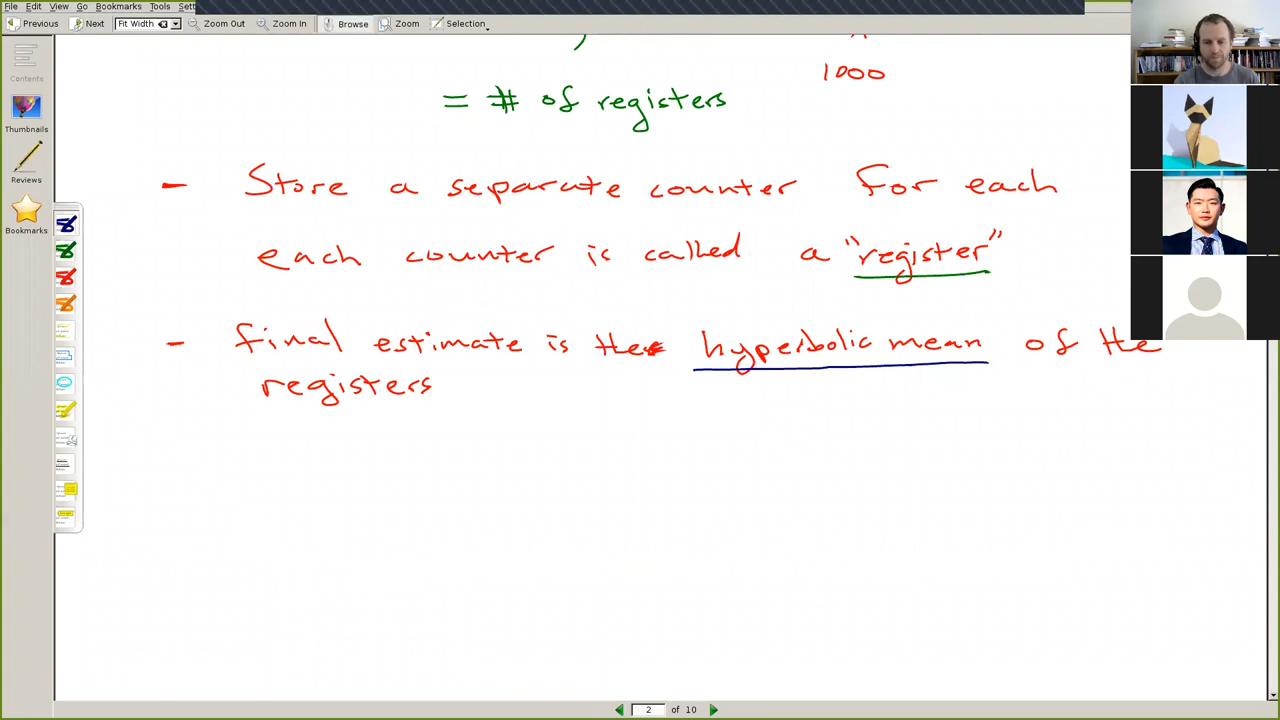 File Edit View Go Bookmarks Tools Sett
Previous Next Fit Width Zoom Out Zoom In Browse Zoom Selection
Contents
Thumbnails
Reviews
Bookmarks
1000
= # of registers
- Store a separate counter for each
each counter is called a "register"
- final estimate is the hyperbolic mean of the
registers
2 of 10